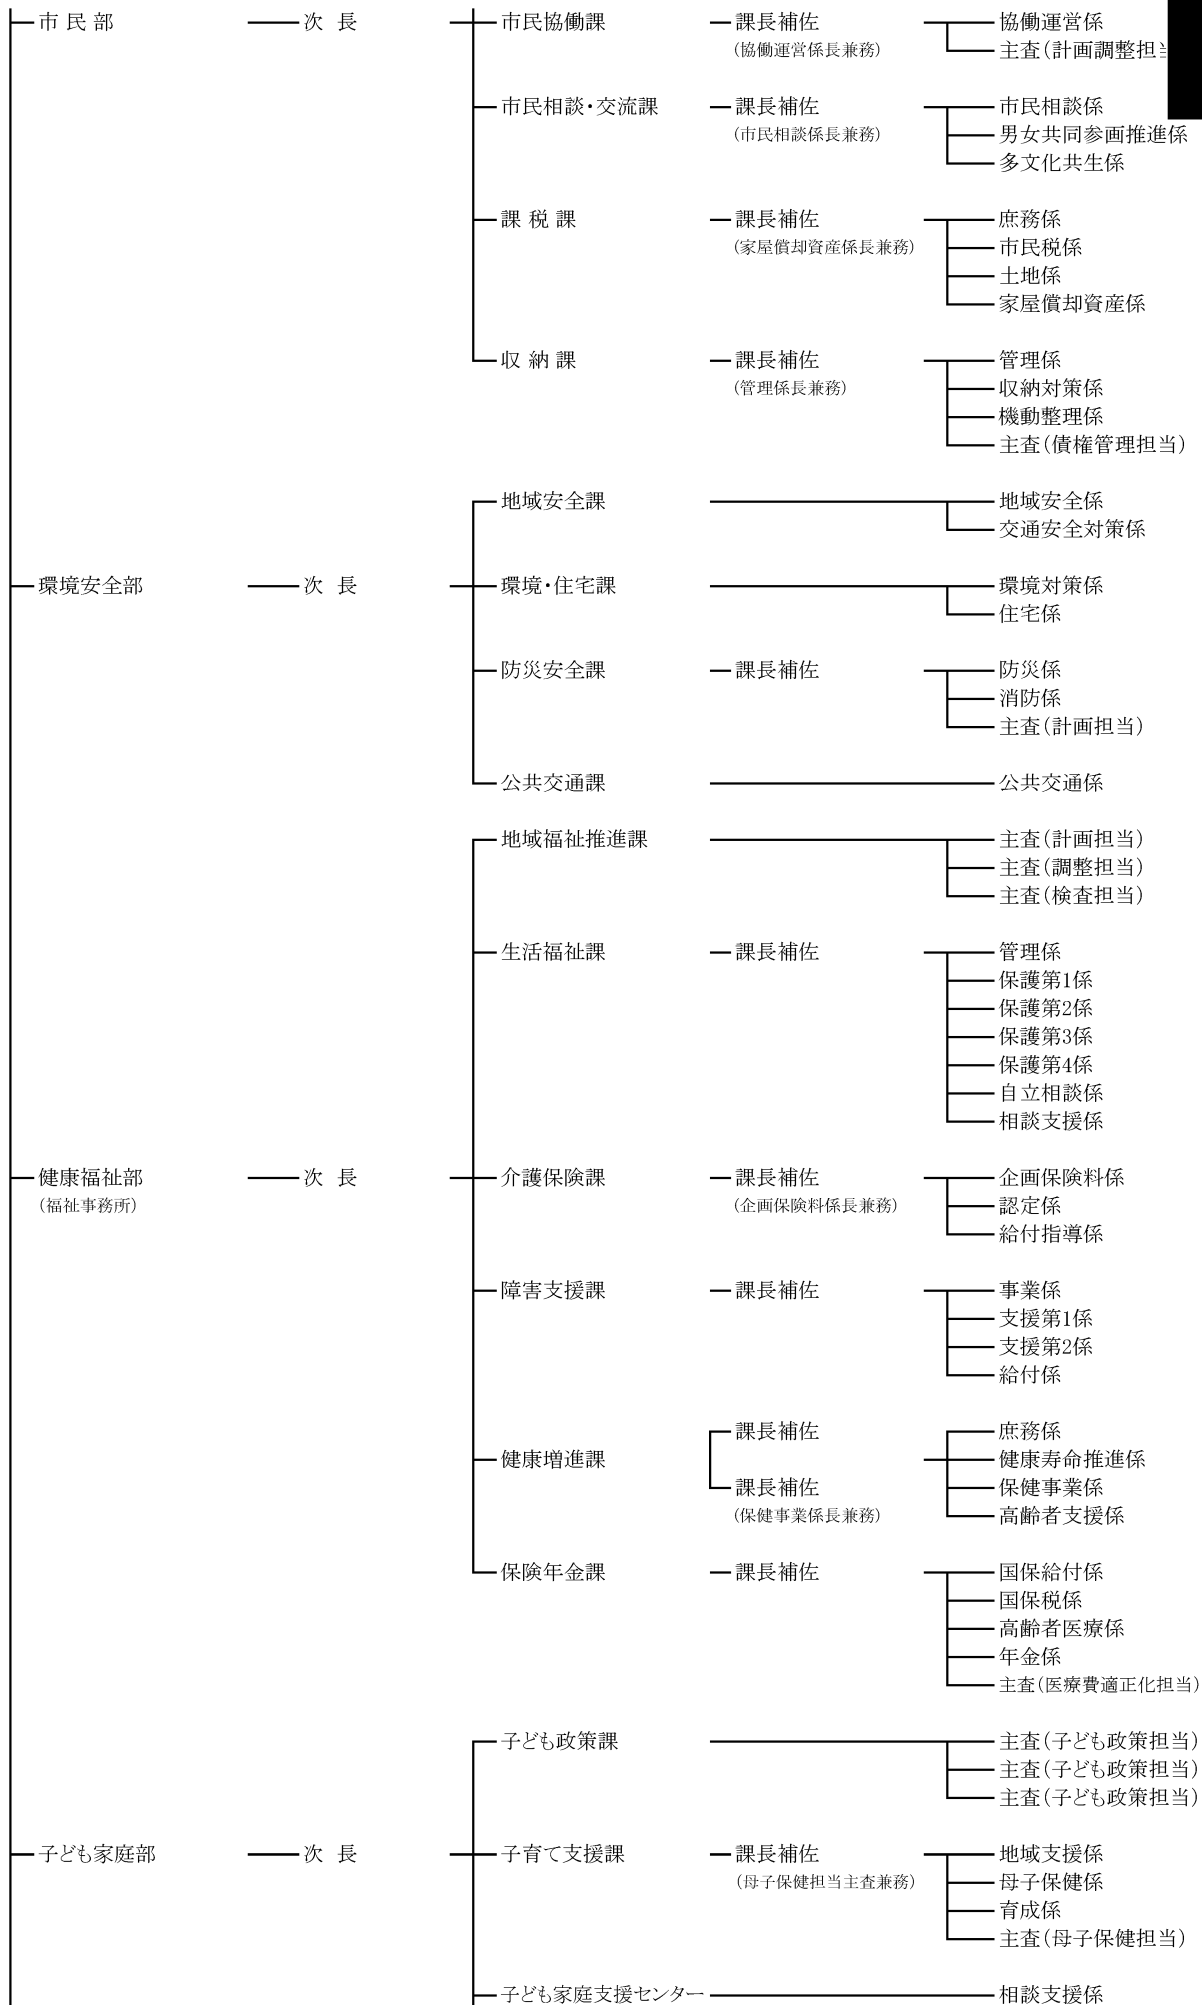 市 民 部 次 長 市民協働課 課長補佐 協働運営係
(協働運営係長兼務) 主査(計画調整担
市民相談・交流課 課長補佐 市民相談係
(市民相談係長兼務) 男女共同参画推進係
多文化共生係
課 税 課 課長補佐 庶務係
(家屋償却資産係長兼務) 市民税係
土地係
家屋償却資産係
収 納 課 課長補佐 管理係
(管理係長兼務) 収納対策係
機動整理係
主査(債権管理担当)
地域安全課 地域安全係
交通安全対策係
環境安全部 次 長 環境・住宅課 環境対策係
住宅係
防災安全課 課長補佐 防災係
消防係
主査(計画担当)
公共交通課 公共交通係
地域福祉推進課 主査(計画担当)
主査(調整担当)
主査(検査担当)
生活福祉課 課長補佐 管理係
保護第1係
保護第2係
保護第3係
保護第4係
自立相談係
相談支援係
健康福祉部 次 長 介護保険課 課長補佐 企画保険料係
(福祉事務所) (企画保険料係長兼務) 認定係
給付指導係
障害支援課 課長補佐 事業係
支援第1係
支援第2係
給付係
課長補佐 庶務係
健康増進課 健康寿命推進係
課長補佐 保健事業係
(保健事業係長兼務) 高齢者支援係
保険年金課 課長補佐 国保給付係
国保税係
高齢者医療係
年金係
主査(医療費適正化担当)
子ども政策課 主査(子ども政策担当)
主査(子ども政策担当)
主査(子ども政策担当)
子ども家庭部 次 長 子育て支援課 課長補佐 地域支援係
(母子保健担当主査兼務) 母子保健係
育成係
主査(母子保健担当)
子ども家庭支援センター 相談支援係